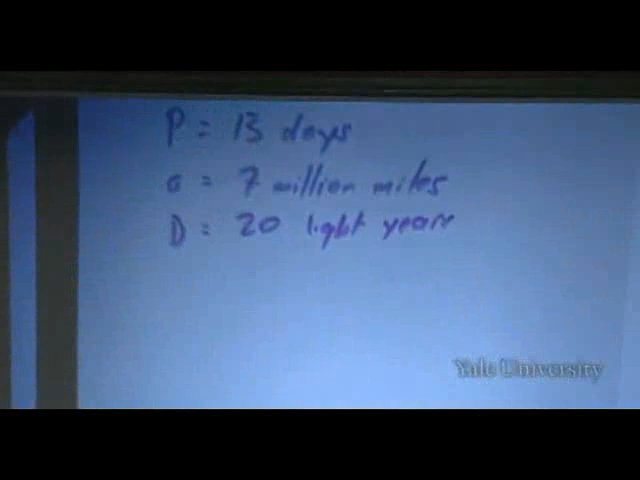 P = 13 days
a = 7 million miles
D = 20 light years
Yale University